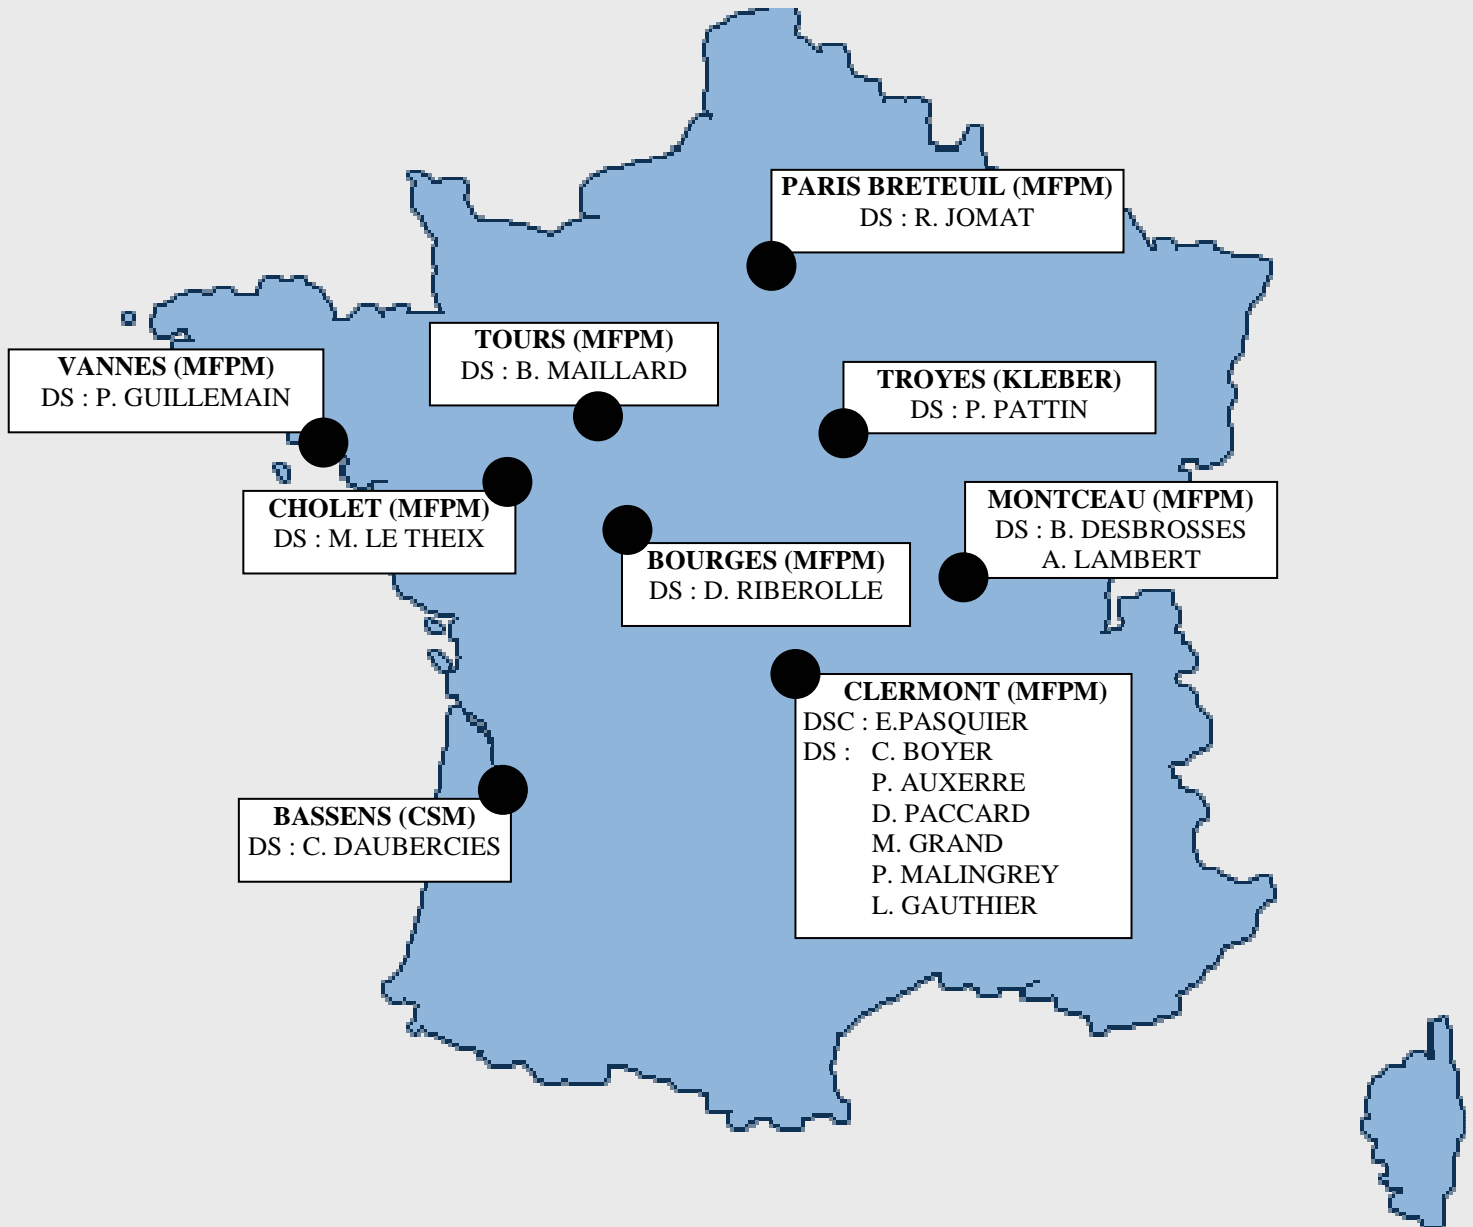 PARIS BRETEUIL (MFPM)
DS : R. JOMAT
TOURS (MFPM)
DS : B. MAILLARD
VANNES (MFPM)
DS : P. GUILLEMAIN
TROYES (KLEBER)
DS : P. PATTIN
CHOLET (MFPM)
DS : M. LE THEIX
MONTCEAU (MFPM)
DS : B. DESBROSSES
A. LAMBERT
BOURGES (MFPM)
DS : D. RIBEROLLE
CLERMONT (MFPM)
DSC : E.PASQUIER
DS : C. BOYER
P. AUXERRE
D. PACCARD
M. GRAND
P. MALINGREY
L. GAUTHIER
BASSENS (CSM)
DS : C. DAUBERCIES